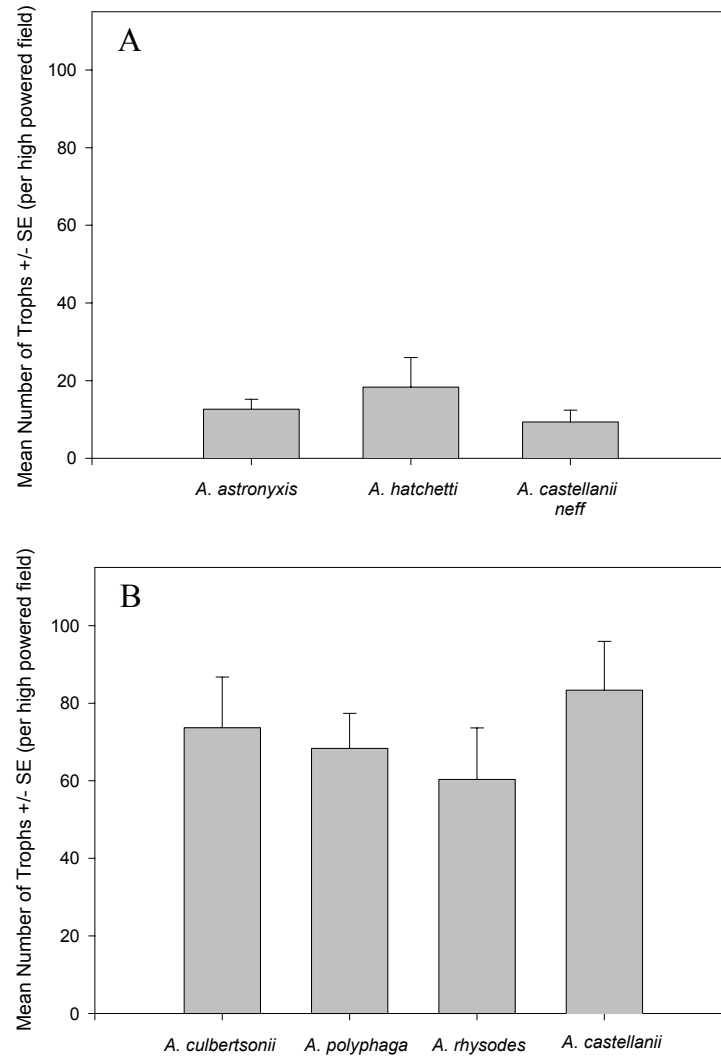 A
Mean Number of Trophs +/- SE (per high powered field)
100
80
60
40
20
0
A. astronyxis
A. hatchetti
A. castellanii
neff
B
Mean Number of Trophs +/- SE (per high powered field)
100
80
60
40
20
0
A. culbertsonii
A. polyphaga
A. rhysodes
A. castellanii